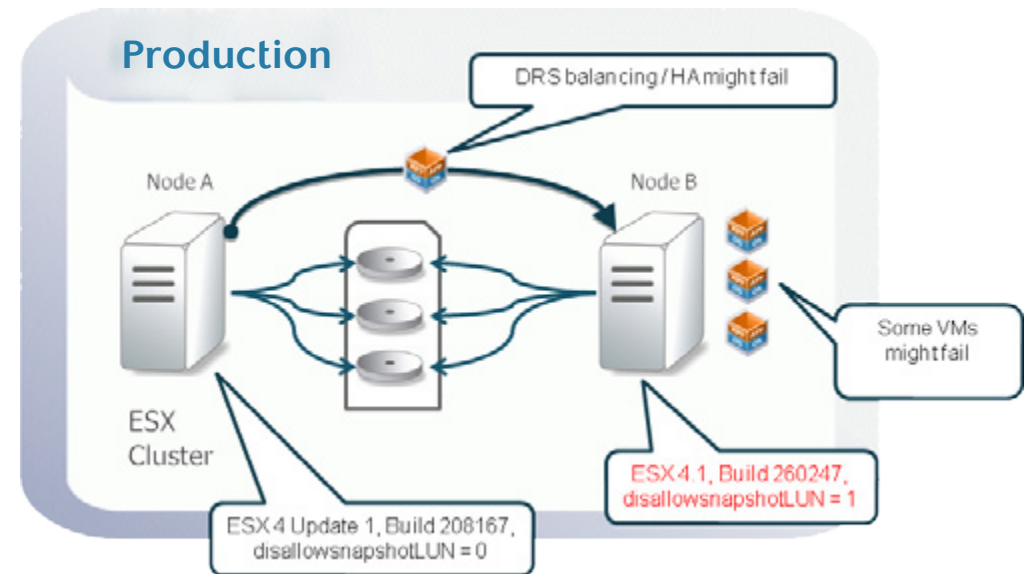 Production
DRS balancing / HA might fail
Node A
Node B
Some VMs
might fail
ESX
Cluster
ESX 4.1, Build 260247,
disallowsnapshotLUN = 1
ESX 4 Update 1, Build 208167,
disallowsnapshotLUN = 0